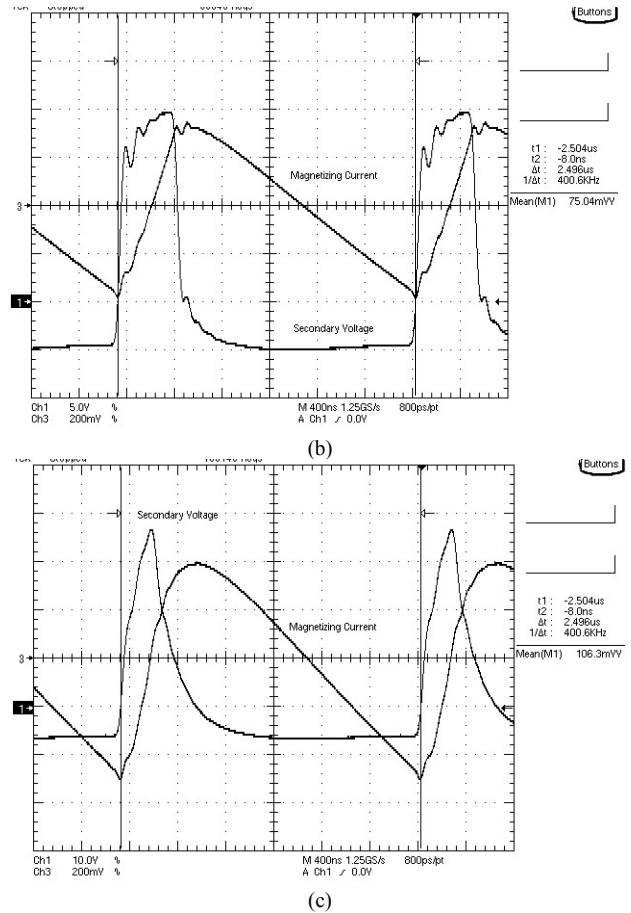 Buttons
Magnetizing Current
3
t1 : -2.504us
t2 : -8.0ns
Δt : 2.496us
1/Δt : 400.6KHz
Mean(M1) 75.04mVV
1
Secondary Voltage
Ch1 5.0V %
Ch3 200mV %
M 400ns 1.25GS/s 800ps/pt
A Ch1 / 0.0V
(b)
Buttons
Secondary Voltage
t1 : -2.504us
t2 : -8.0ns
Δt : 2.496us
1/Δt : 400.6KHz
Magnetizing Current
3
Mean(M1) 106.3mVV
1
Ch1 10.0V %
Ch3 200mV %
M 400ns 1.25GS/s 800ps/pt
A Ch1 / 0.0V
(c)